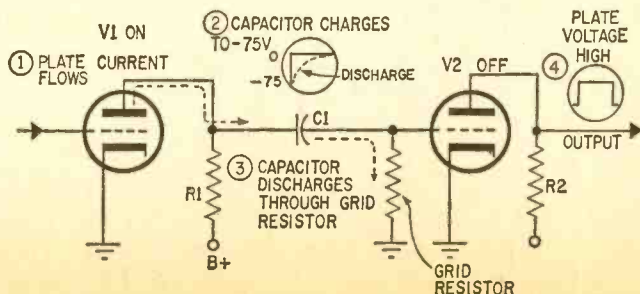 V1 ON
① PLATE CURRENT
FLOWS
② CAPACITOR CHARGES
TO -75V
0
-75
DISCHARGE
V2 OFF
④ PLATE
VOLTAGE
HIGH
C1
OUTPUT
R1
③ CAPACITOR
DISCHARGES
THROUGH GRID
RESISTOR
R2
B+
GRID
RESISTOR